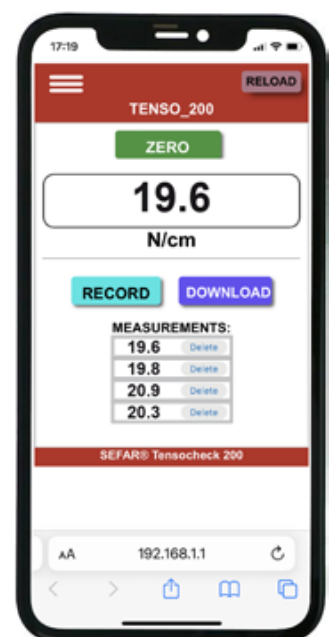 17:19
RELOAD
TENSO_200
ZERO
19.6
N/cm
RECORD DOWNLOAD
MEASUREMENTS:
19.6 Delete
19.8 Delete
20.9 Delete
20.3 Delete
SEFAR® Tensocheck 200
AA 192.168.1.1